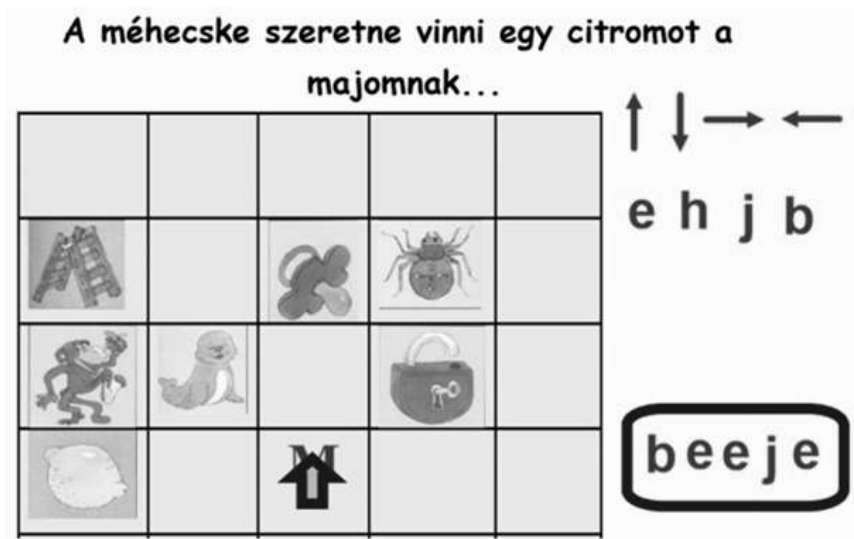 A méhecske szeretne vinni egy citromot a
majomnak...
e h j b
M
beeje